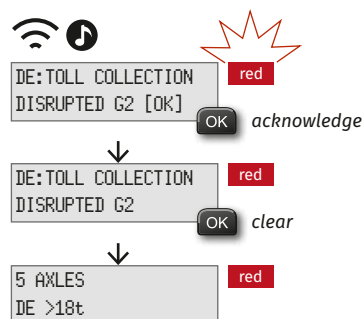 red
DE:TOLL COLLECTION
DISRUPTED G2 [OK]
OK acknowledge
DE:TOLL COLLECTION
red
DISRUPTED G2
OK clear
5 AXLES
red
DE >18t